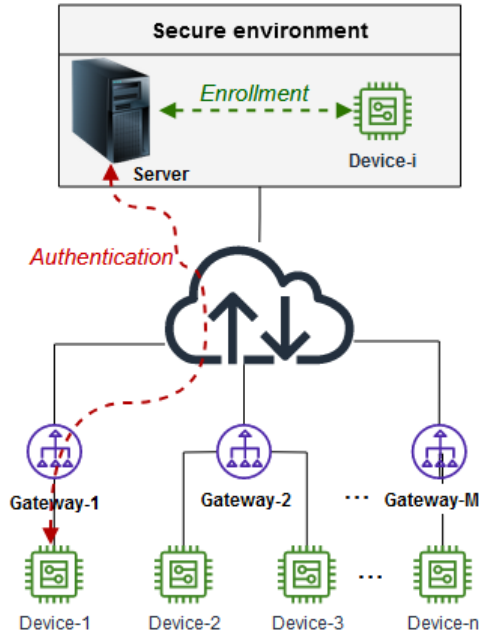 Secure environment
Enrollment
Device-i
Server
Authentication
Gateway-1
Gateway-2
...
Gateway-M
Device-1
Device-2
Device-3
...
Device-n